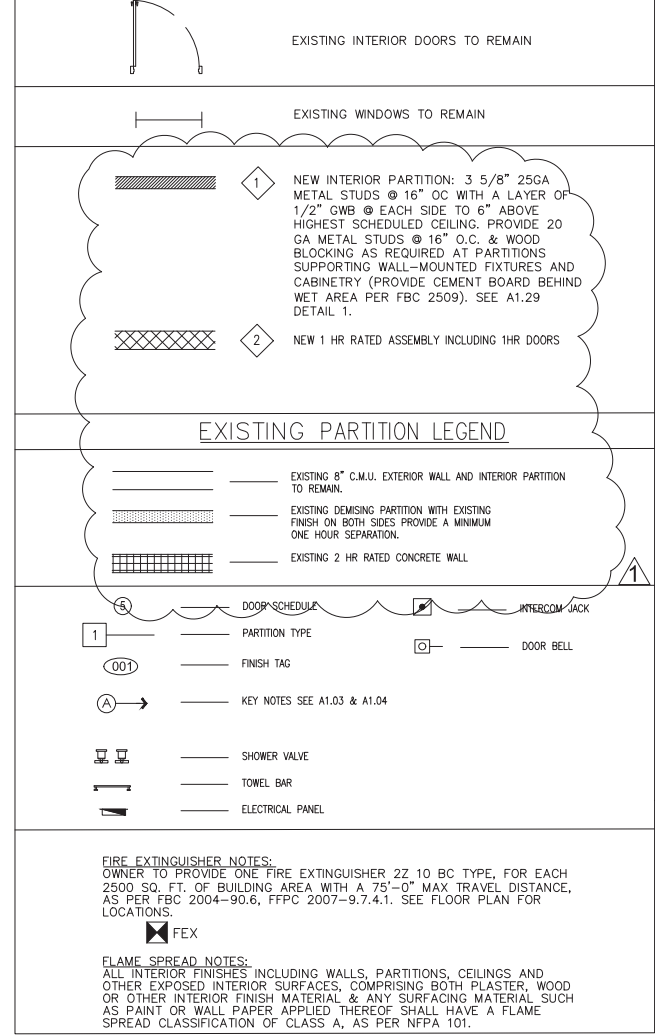 EXISTING INTERIOR DOORS TO REMAIN
EXISTING WINDOWS TO REMAIN
1
NEW INTERIOR PARTITION: 3 5/8" 25GA
METAL STUDS @ 16" OC WITH A LAYER OF
1/2" GWB @ EACH SIDE TO 6" ABOVE
HIGHEST SCHEDULED CEILING. PROVIDE 20
GA METAL STUDS @ 16" O.C. & WOOD
BLOCKING AS REQUIRED AT PARTITIONS
SUPPORTING WALL-MOUNTED FIXTURES AND
CABINETRY (PROVIDE CEMENT BOARD BEHIND
WET AREA PER FBC 2509). SEE A1.29
DETAIL 1.
2
NEW 1 HR RATED ASSEMBLY INCLUDING 1HR DOORS
EXISTING PARTITION LEGEND
EXISTING 8" C.M.U. EXTERIOR WALL AND INTERIOR PARTITION
TO REMAIN.
EXISTING DEMISING PARTITION WITH EXISTING
FINISH ON BOTH SIDES PROVIDE A MINIMUM
ONE HOUR SEPARATION.
EXISTING 2 HR RATED CONCRETE WALL
1
5 DOOR SCHEDULE
INTERCOM JACK
1 PARTITION TYPE
DOOR BELL
001 FINISH TAG
A KEY NOTES SEE A1.03 & A1.04
SHOWER VALVE
TOWEL BAR
ELECTRICAL PANEL
FIRE EXTINGUISHER NOTES:
OWNER TO PROVIDE ONE FIRE EXTINGUISHER 2Z 10 BC TYPE, FOR EACH
2500 SQ. FT. OF BUILDING AREA WITH A 75'-0" MAX TRAVEL DISTANCE,
AS PER FBC 2004-90.6, FFPC 2007-9.7.4.1. SEE FLOOR PLAN FOR
LOCATIONS.
FEX
FLAME SPREAD NOTES:
ALL INTERIOR FINISHES INCLUDING WALLS, PARTITIONS, CEILINGS AND
OTHER EXPOSED INTERIOR SURFACES, COMPRISING BOTH PLASTER, WOOD
OR OTHER INTERIOR FINISH MATERIAL & ANY SURFACING MATERIAL SUCH
AS PAINT OR WALL PAPER APPLIED THEREOF SHALL HAVE A FLAME
SPREAD CLASSIFICATION OF CLASS A, AS PER NFPA 101.